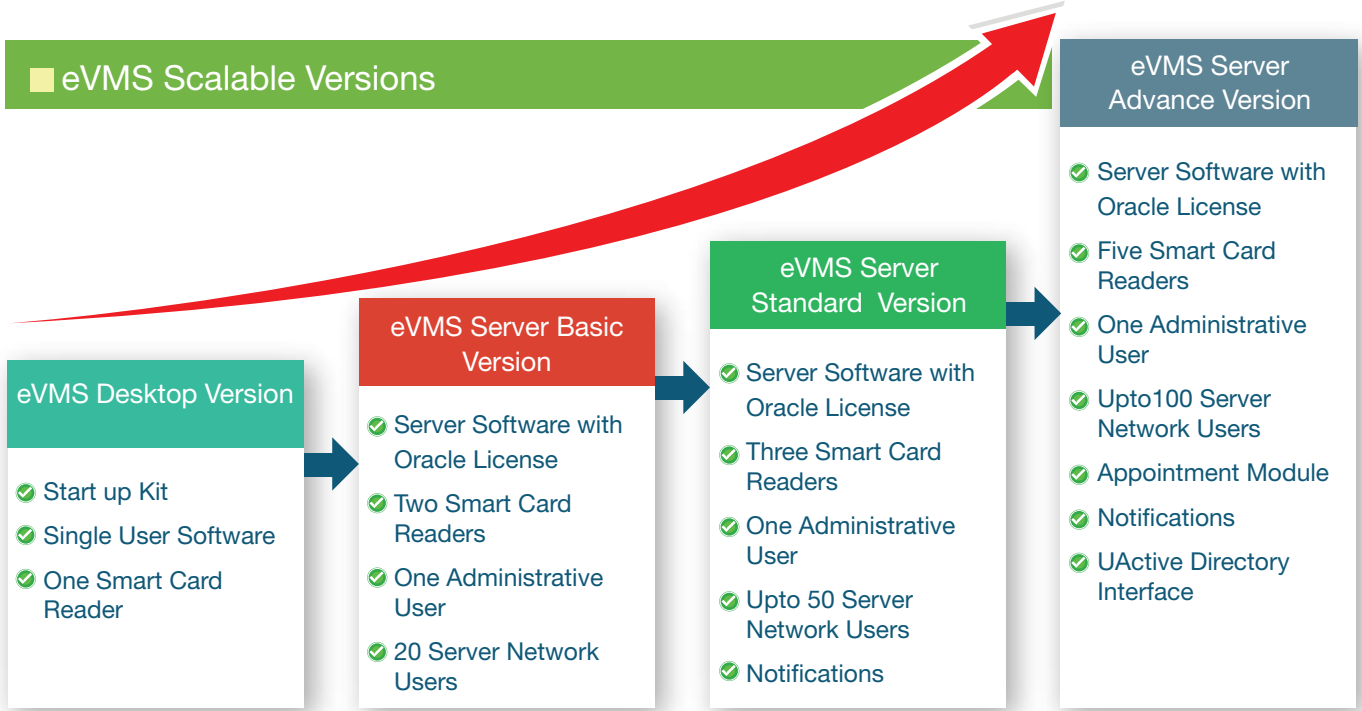 eVMS Scalable Versions
eVMS Desktop Version
Start up Kit
Single User Software
One Smart Card
Reader
eVMS Server Basic
Version
Server Software with
Oracle License
Two Smart Card
Readers
One Administrative
User
20 Server Network
Users
eVMS Server
Standard Version
Server Software with
Oracle License
Three Smart Card
Readers
One Administrative
User
Upto 50 Server
Network Users
Notifications
eVMS Server
Advance Version
Server Software with
Oracle License
Five Smart Card
Readers
One Administrative
User
Upto100 Server
Network Users
Appointment Module
Notifications
UActive Directory
Interface